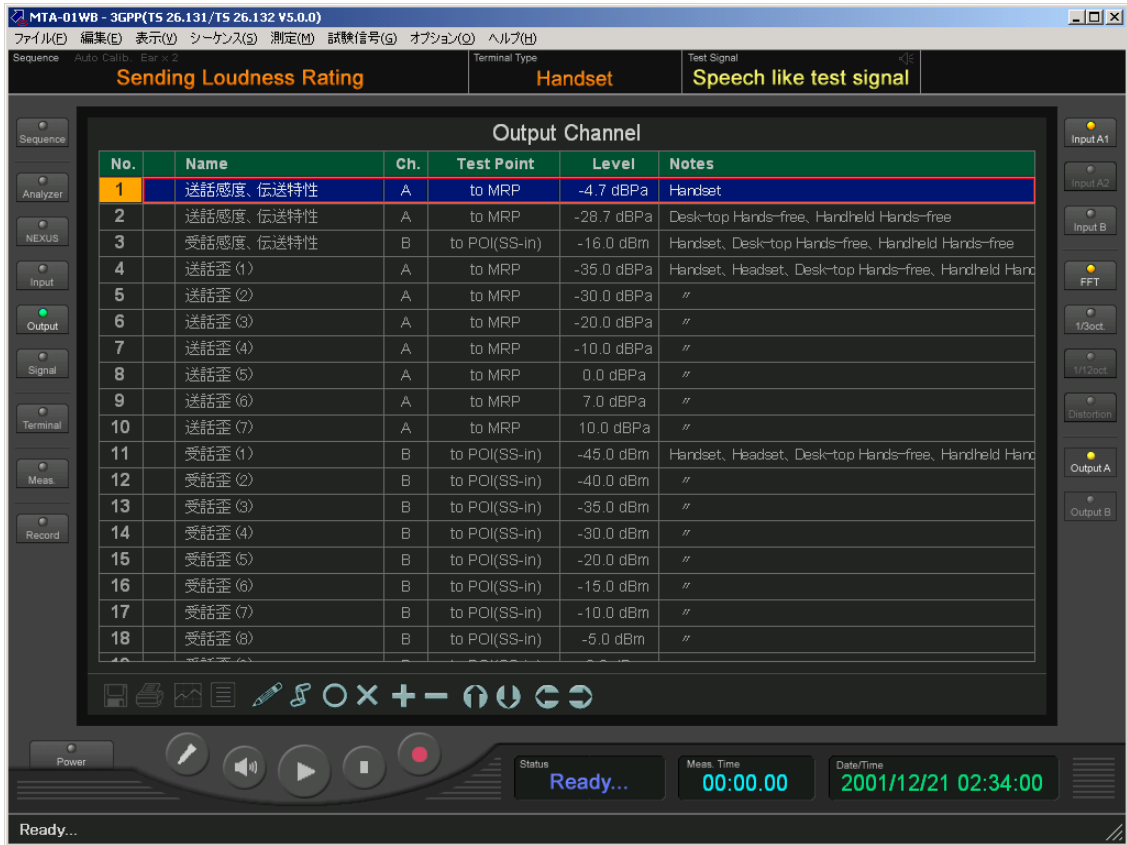 MTA-01WB - 3GPP(TS 26.131/TS 26.132 V5.0.0)
ファイル(F) 編集(E) 表示(V) シーケンス(S) 測定(M) 試験信号(G) オプション(O) ヘルプ(H)
Sequence Auto Calib. Ear x 2 Terminal Type Test Signal
Sending Loudness Rating Handset Speech like test signal
Output Channel
No. Name Ch. Test Point Level Notes
1 送話感度、伝送特性 A to MRP -4.7 dBPa Handset
2 送話感度、伝送特性 A to MRP -28.7 dBPa Desk-top Hands-free、Handheld Hands-free
3 受話感度、伝送特性 B to POI(SS-in) -16.0 dBm Handset、Desk-top Hands-free、Handheld Hands-free
4 送話歪(1) A to MRP -35.0 dBPa Handset、Headset、Desk-top Hands-free、Handheld Hand
5 送話歪(2) A to MRP -30.0 dBPa 〃
6 送話歪(3) A to MRP -20.0 dBPa 〃
7 送話歪(4) A to MRP -10.0 dBPa 〃
8 送話歪(5) A to MRP 0.0 dBPa 〃
9 送話歪(6) A to MRP 7.0 dBPa 〃
10 送話歪(7) A to MRP 10.0 dBPa 〃
11 受話歪(1) B to POI(SS-in) -45.0 dBm Handset、Headset、Desk-top Hands-free、Handheld Hand
12 受話歪(2) B to POI(SS-in) -40.0 dBm 〃
13 受話歪(3) B to POI(SS-in) -35.0 dBm 〃
14 受話歪(4) B to POI(SS-in) -30.0 dBm 〃
15 受話歪(5) B to POI(SS-in) -20.0 dBm 〃
16 受話歪(6) B to POI(SS-in) -15.0 dBm 〃
17 受話歪(7) B to POI(SS-in) -10.0 dBm 〃
18 受話歪(8) B to POI(SS-in) -5.0 dBm 〃
Sequence
Analyzer
NEXUS
Input
Output
Signal
Terminal
Meas.
Record
Input A1
Input A2
Input B
FFT
1/3oct.
1/12oct.
Distortion
Output A
Output B
Power
Status Meas. Time Date/Time
Ready... 00:00.00 2001/12/21 02:34:00
Ready...